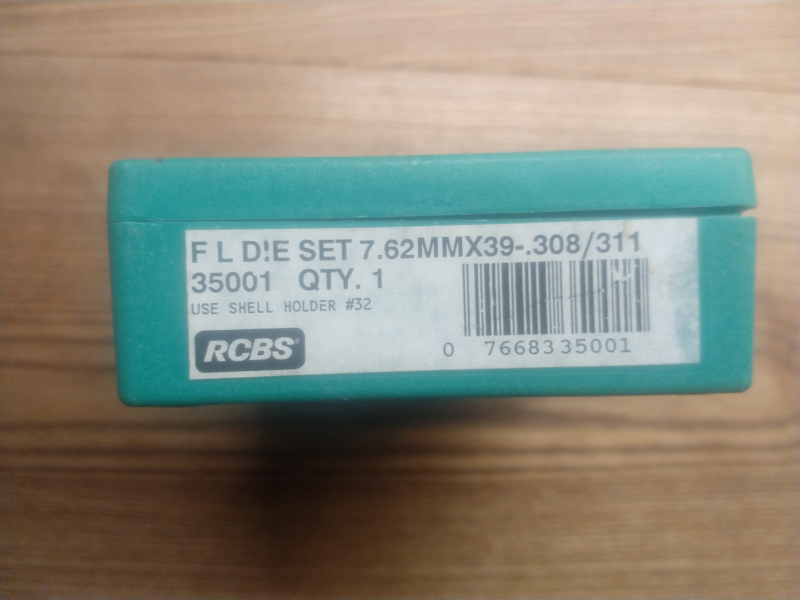 F L DIE SET 7.62MMX39-.308/311
35001 QTY. 1
USE SHELL HOLDER #32
RCBS
0 76683 35001